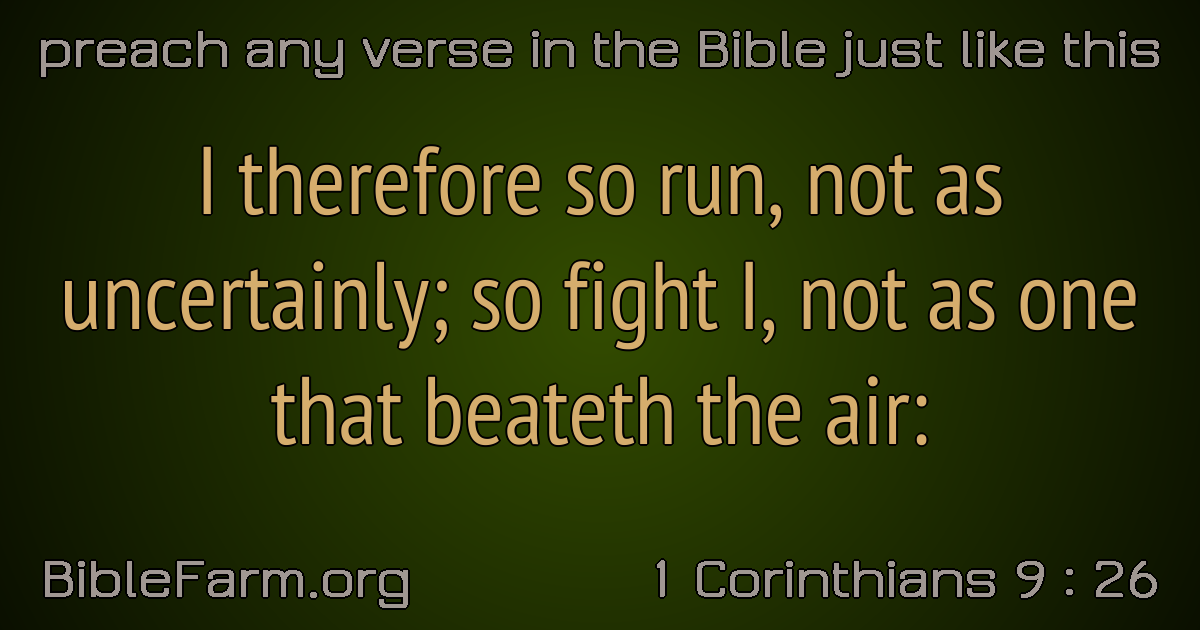 preach any verse in the Bible just like this
I therefore so run, not as
uncertainly; so fight I, not as one
that beateth the air:
BibleFarm.org
1 Corinthians 9 : 26